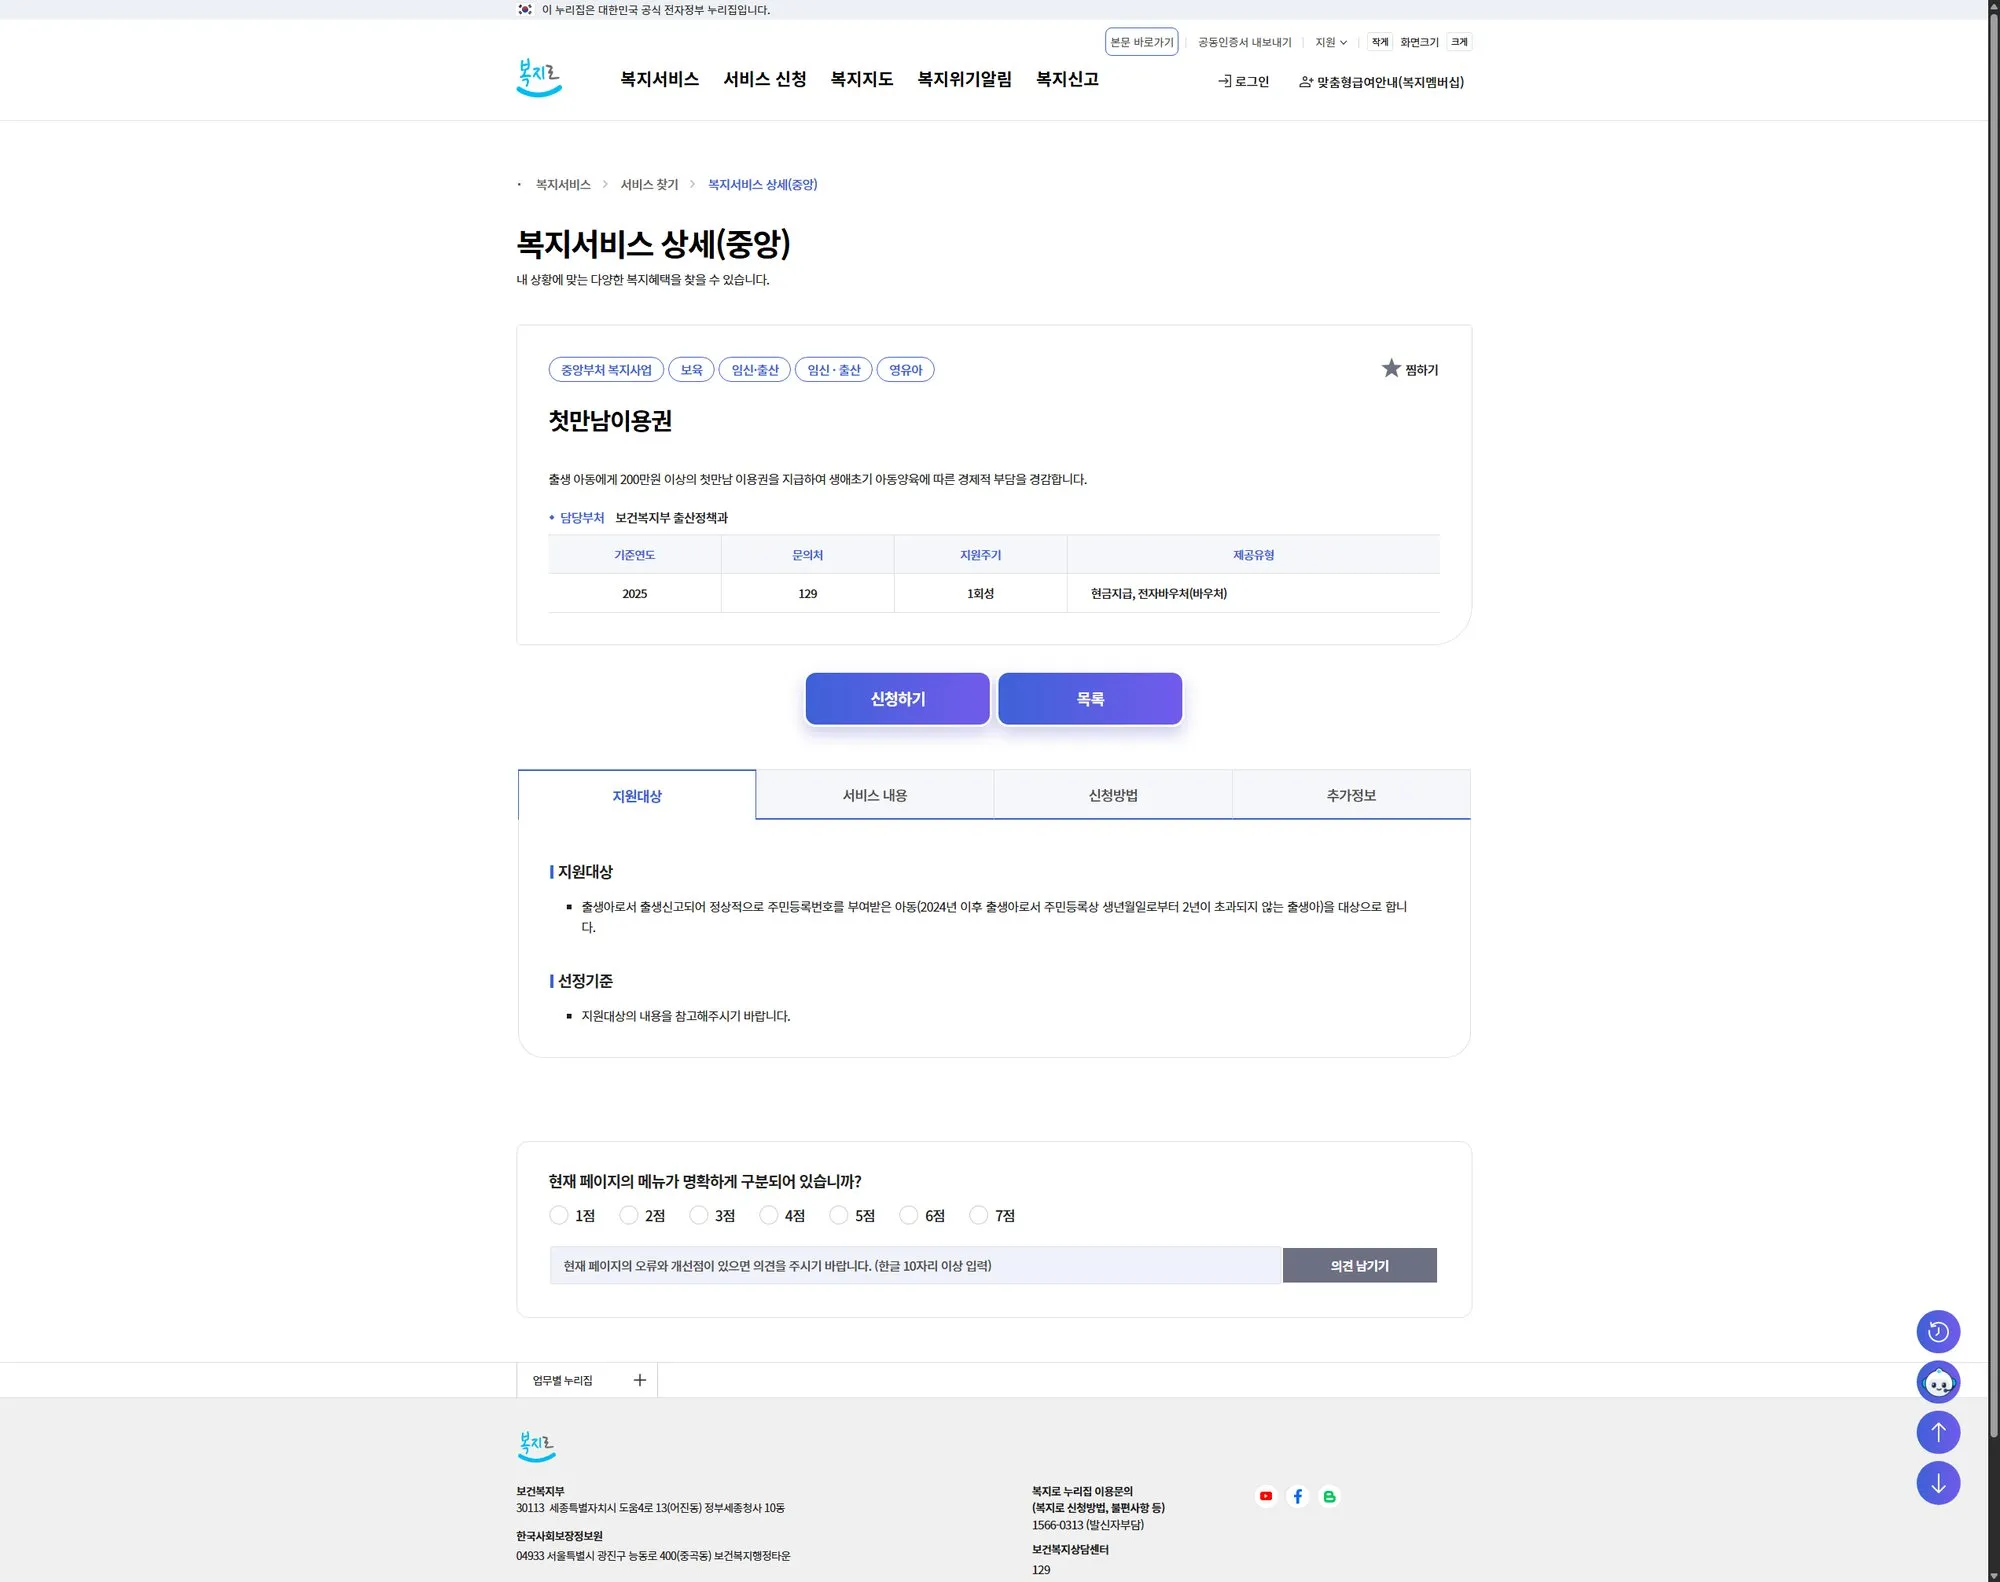 이 누리집은 대한민국 공식 전자정부 누리집입니다.
본문 바로가기
공동인증서 내보내기
지원
작게
화면크기
크게
복지로
복지서비스
서비스 신청
복지지도
복지위기알림
복지신고
로그인
맞춤형급여안내(복지멤버십)
복지서비스
서비스 찾기
복지서비스 상세(중앙)
복지서비스 상세(중앙)
내 상황에 맞는 다양한 복지혜택을 찾을 수 있습니다.
중앙부처 복지사업
보육
임신·출산
임신 · 출산
영유아
찜하기
첫만남이용권
출생 아동에게 200만원 이상의 첫만남 이용권을 지급하여 생애초기 아동양육에 따른 경제적 부담을 경감합니다.
담당부처 보건복지부 출산정책과
기준연도 문의처 지원주기 제공유형
2025 129 1회성 현금지급, 전자바우처(바우처)
신청하기
목록
지원대상
서비스 내용
신청방법
추가정보
지원대상
출생아로서 출생신고되어 정상적으로 주민등록번호를 부여받은 아동(2024년 이후 출생아로서 주민등록상 생년월일로부터 2년이 초과되지 않는 출생아)을 대상으로 합니
다.
선정기준
지원대상의 내용을 참고해주시기 바랍니다.
현재 페이지의 메뉴가 명확하게 구분되어 있습니까?
1점 2점 3점 4점 5점 6점 7점
현재 페이지의 오류와 개선점이 있으면 의견을 주시기 바랍니다. (한글 10자리 이상 입력)
의견 남기기
업무별 누리집
복지로
보건복지부
30113 세종특별자치시 도움4로 13(어진동) 정부세종청사 10동
한국사회보장정보원
04933 서울특별시 광진구 능동로 400(중곡동) 보건복지행정타운
복지로 누리집 이용문의
(복지로 신청방법, 불편사항 등)
1566-0313 (발신자부담)
보건복지상담센터
129